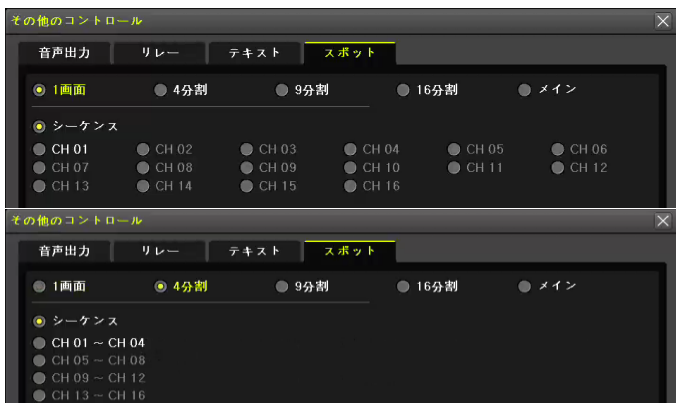 その他のコントロール
音声出力 リレー テキスト スポット
1画面 4分割 9分割 16分割 メイン
シーケンス
CH 01 CH 02 CH 03 CH 04 CH 05 CH 06
CH 07 CH 08 CH 09 CH 10 CH 11 CH 12
CH 13 CH 14 CH 15 CH 16
その他のコントロール
音声出力 リレー テキスト スポット
1画面 4分割 9分割 16分割 メイン
シーケンス
CH 01 ~ CH 04
CH 05 ~ CH 08
CH 09 ~ CH 12
CH 13 ~ CH 16